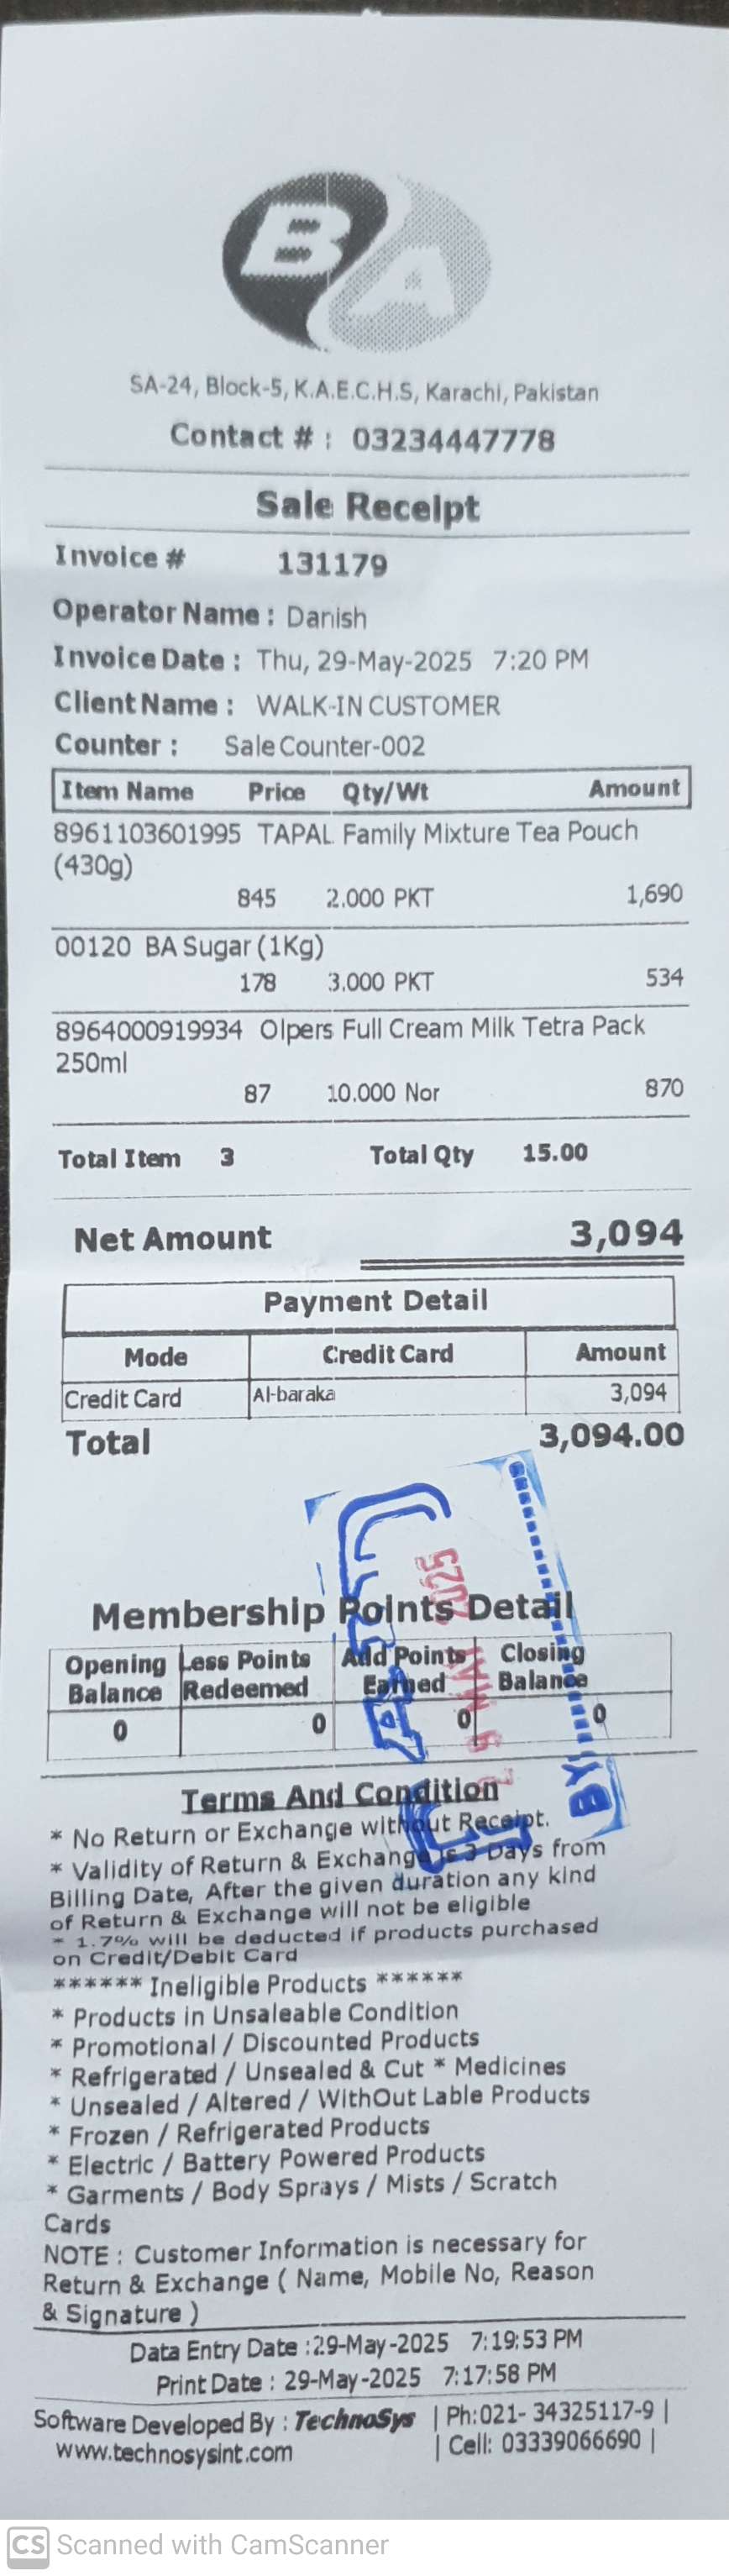 BA
SA-24, Block-5, K.A.E.C.H.S, Karachi, Pakistan
Contact # : 03234447778
Sale Receipt
Invoice # 131179
Operator Name : Danish
Invoice Date : Thu, 29-May-2025 7:20 PM
Client Name : WALK-IN CUSTOMER
Counter : Sale Counter-002
Item Name Price Qty/Wt Amount
8961103601995 TAPAL Family Mixture Tea Pouch
(430g)
845 2.000 PKT 1,690
00120 BA Sugar (1Kg)
178 3.000 PKT 534
8964000919934 Olpers Full Cream Milk Tetra Pack
250ml
87 10.000 Nor 870
Total Item 3 Total Qty 15.00
Net Amount 3,094
Payment Detail
Mode Credit Card Amount
Credit Card Al-baraka 3,094
Total 3,094.00
2025
BY:
Membership Points Detail
Opening Balance Less Points Redeemed Add Points Earned Closing Balance
0 0 0 0
Terms And Condition
* No Return or Exchange without Receipt.
* Validity of Return & Exchange is 3 Days from
Billing Date, After the given duration any kind
of Return & Exchange will not be eligible
* 1.7% will be deducted if products purchased
on Credit/Debit Card
****** Ineligible Products ******
* Products in Unsaleable Condition
* Promotional / Discounted Products
* Refrigerated / Unsealed & Cut * Medicines
* Unsealed / Altered / WithOut Lable Products
* Frozen / Refrigerated Products
* Electric / Battery Powered Products
* Garments / Body Sprays / Mists / Scratch
Cards
NOTE : Customer Information is necessary for
Return & Exchange ( Name, Mobile No, Reason
& Signature )
Data Entry Date :29-May-2025 7:19:53 PM
Print Date : 29-May-2025 7:17:58 PM
Software Developed By : TechnoSys | Ph:021- 34325117-9 |
www.technosysint.com | Cell: 03339066690 |
CS Scanned with CamScanner